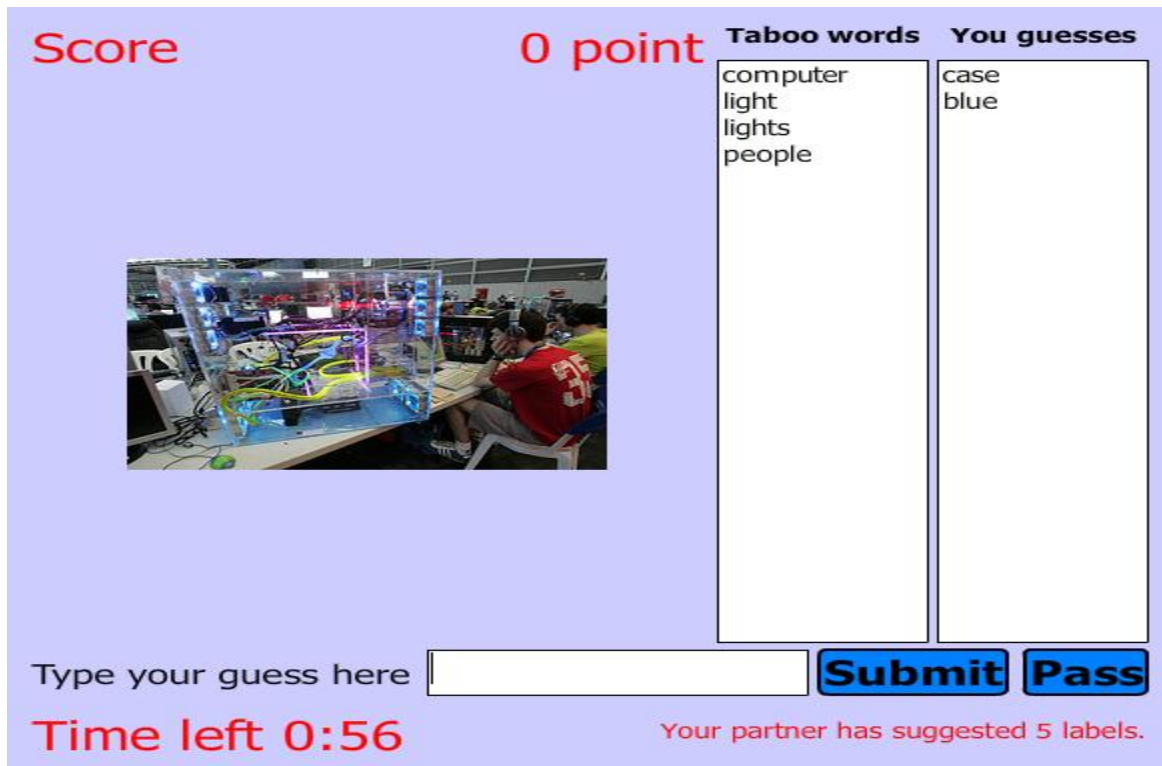 Score
0 point
Taboo words
You guesses
computer
light
lights
people
case
blue
35
Type your guess here
Submit
Pass
Time left 0:56
Your partner has suggested 5 labels.